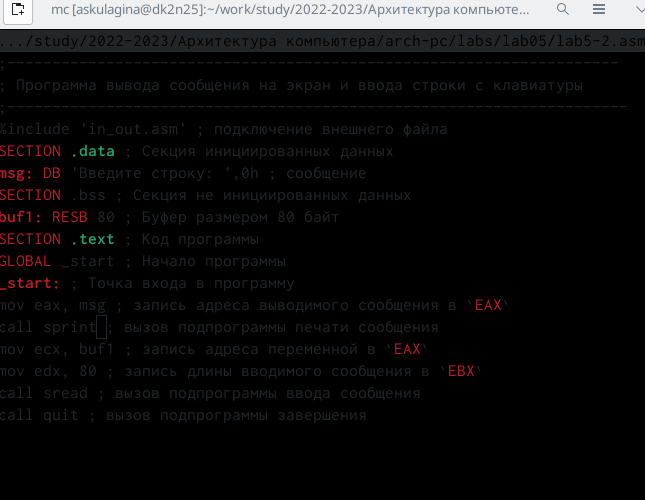 mc [askulagina@dk2n25]:~/work/study/2022-2023/Архитектура компьюте...
.../study/2022-2023/Архитектура компьютера/arch-pc/labs/lab05/lab5-2.asm
;--------------------------------------------------------------------
; Программа вывода сообщения на экран и ввода строки с клавиатуры
;---------------------------------------------------------------------
%include 'in_out.asm' ; подключение внешнего файла
SECTION .data ; Секция инициированных данных
msg: DB 'Введите строку: ',0h ; сообщение
SECTION .bss ; Секция не инициированных данных
buf1: RESB 80 ; Буфер размером 80 байт
SECTION .text ; Код программы
GLOBAL _start ; Начало программы
_start: ; Точка входа в программу
mov eax, msg ; запись адреса выводимого сообщения в `EAX`
call sprint ; вызов подпрограммы печати сообщения
mov ecx, buf1 ; запись адреса переменной в `EAX`
mov edx, 80 ; запись длины вводимого сообщения в `EBX`
call sread ; вызов подпрограммы ввода сообщения
call quit ; вызов подпрограммы завершения